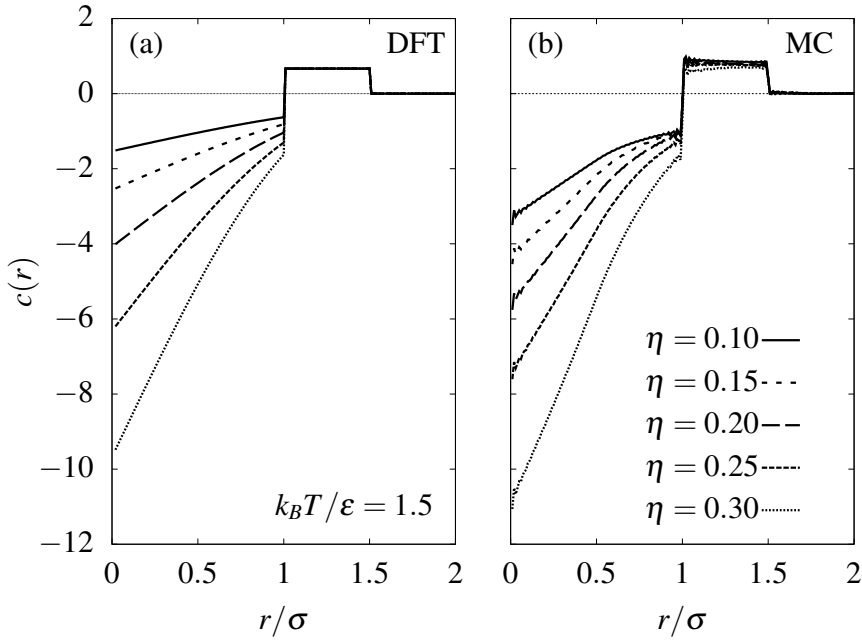 (a) DFT
(b) MC
c(r)
2
0
−2
−4
−6
−8
−10
−12
k_BT/ε = 1.5
η = 0.10
η = 0.15
η = 0.20
η = 0.25
η = 0.30
0 0.5 1 1.5 2
0 0.5 1 1.5 2
r/σ
r/σ